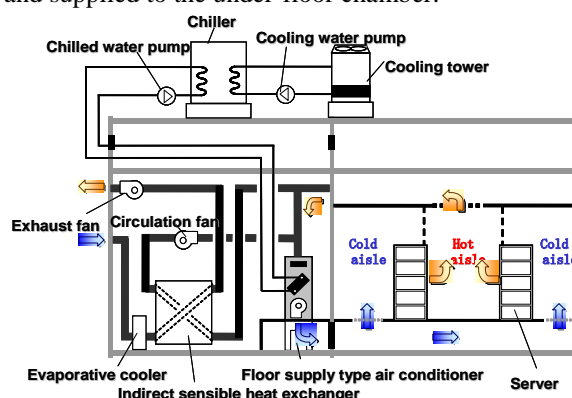 and supplied to the under-floor chamber.
Chiller
Chilled water pump
Cooling water pump
Cooling tower
Exhaust fan
Circulation fan
Cold
aisle
Hot
aisle
Cold
aisle
Evaporative cooler
Floor supply type air conditioner
Indirect sensible heat exchanger
Server